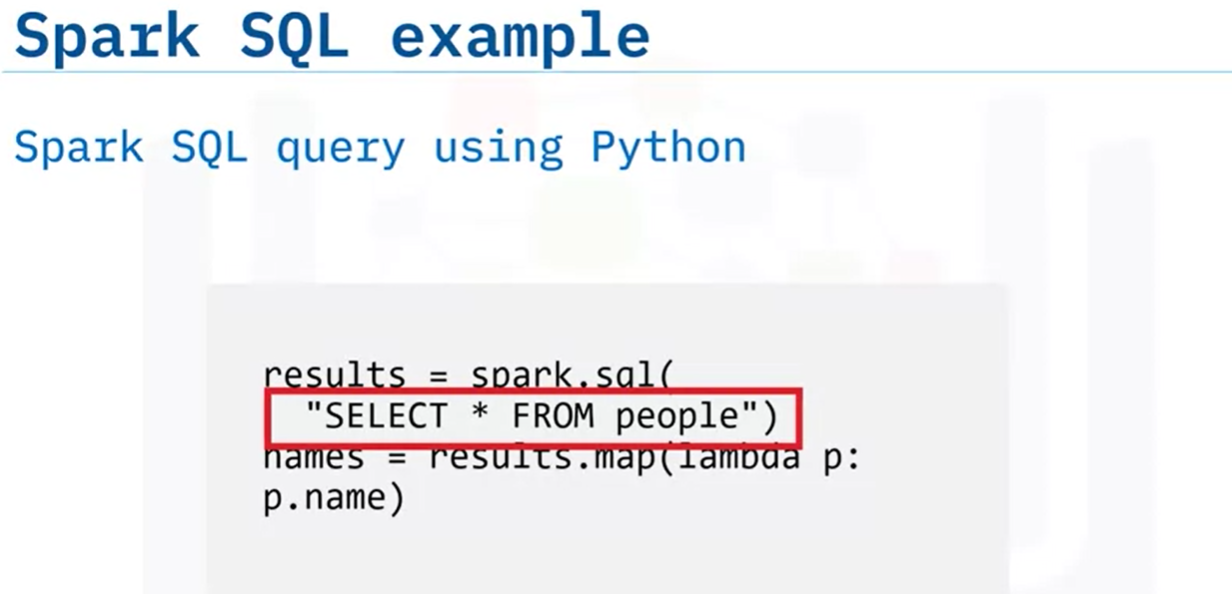 Spark SQL example
Spark SQL query using Python
results = spark.sql(
"SELECT * FROM people")
names = results.map(lambda p:
p.name)